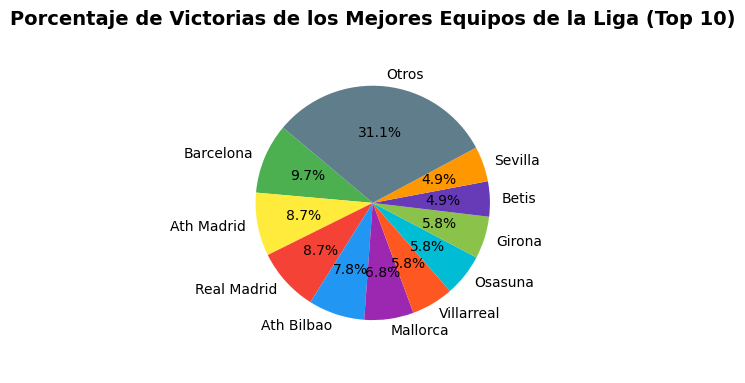 Porcentaje de Victorias de los Mejores Equipos de la Liga (Top 10)
Otros
31.1%
Barcelona
9.7%
Ath Madrid
8.7%
Real Madrid
8.7%
Ath Bilbao
7.8%
Mallorca
6.8%
Villarreal
5.8%
Osasuna
5.8%
Girona
5.8%
Betis
4.9%
Sevilla
4.9%